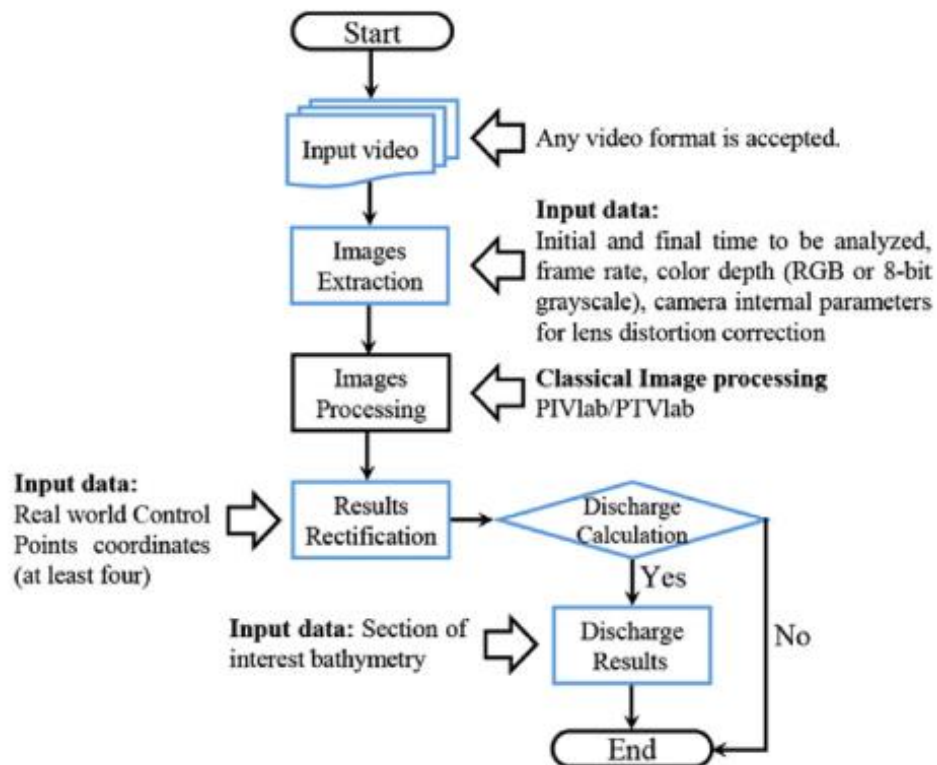 Start
Input video
Any video format is accepted.
Images
Extraction
Input data:
Initial and final time to be analyzed,
frame rate, color depth (RGB or 8-bit
grayscale), camera internal parameters
for lens distortion correction
Images
Processing
Classical Image processing
PIVlab/PTVlab
Input data:
Real world Control
Points coordinates
(at least four)
Results
Rectification
Discharge
Calculation
Yes
No
Input data: Section of
interest bathymetry
Discharge
Results
End